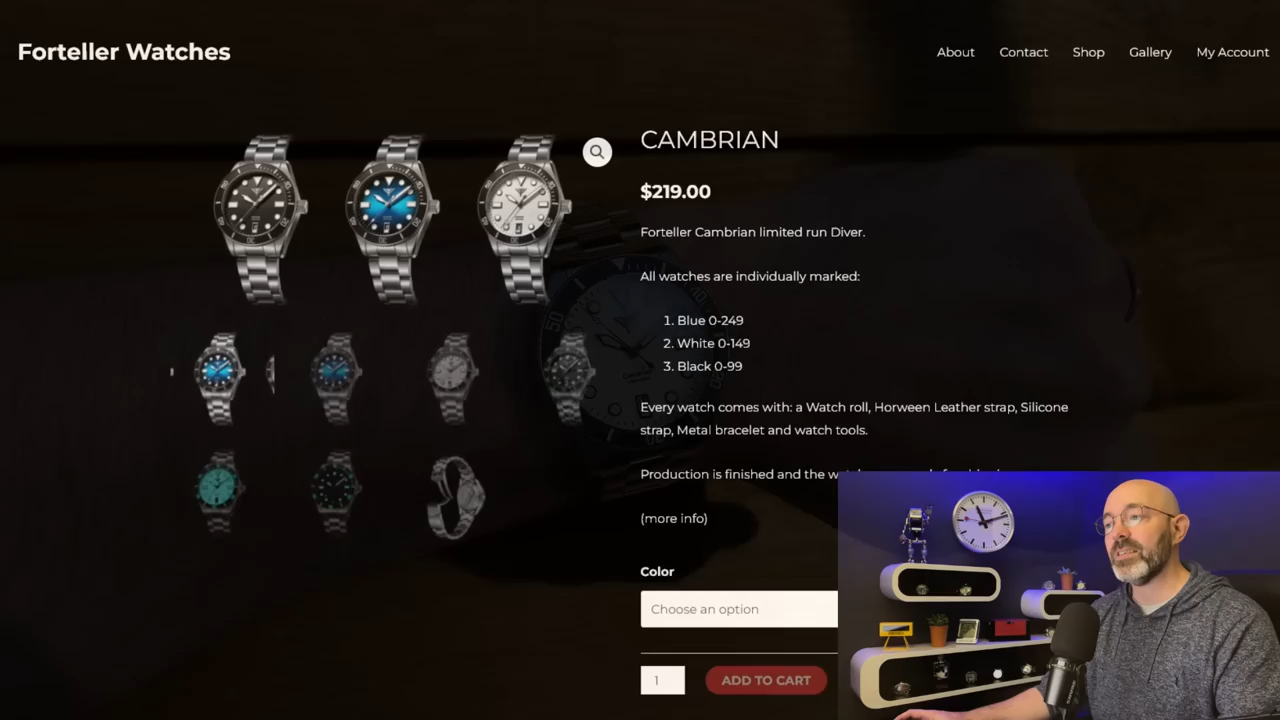 Forteller Watches
About Contact Shop Gallery My Account
CAMBRIAN
$219.00
Forteller Cambrian limited run Diver.
All watches are individually marked:
1. Blue 0-249
2. White 0-149
3. Black 0-99
Every watch comes with: a Watch roll, Horween Leather strap, Silicone
strap, Metal bracelet and watch tools.
Production is finished and the
(more info)
Color
Choose an option
1 ADD TO CART